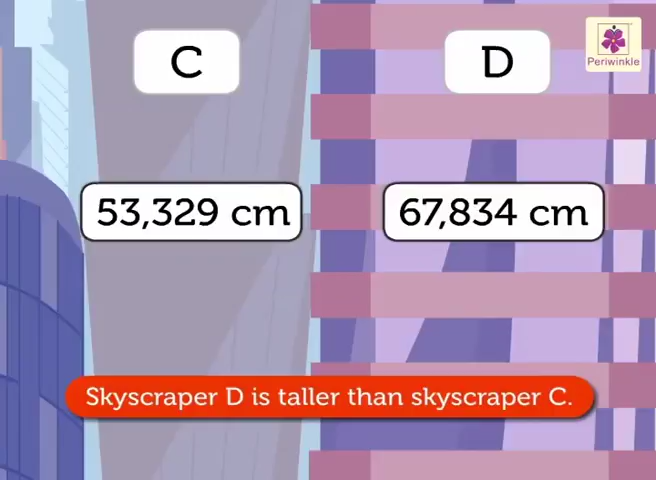 C
D
Periwinkle
53,329 cm
67,834 cm
Skyscraper D is taller than skyscraper C.